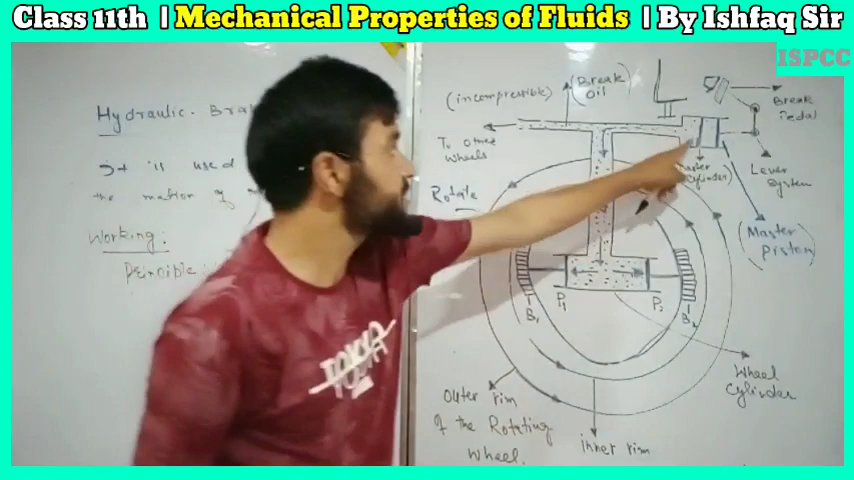 Class 11th | Mechanical Properties of Fluids | By Ishfaq Sir
ISPCC
Hydraulic. Bra
It is used
the motion of
Working:
Peinciple
(incompressible)
(Break
Oil
To other
Wheels
Rotate
Break
Pedal
Lever
System
Cylinder)
(Master
Piston)
P1
P2
B1
B2
Wheel
Cylinder
Outer rim
of the Rotating
Wheel.
inner rim